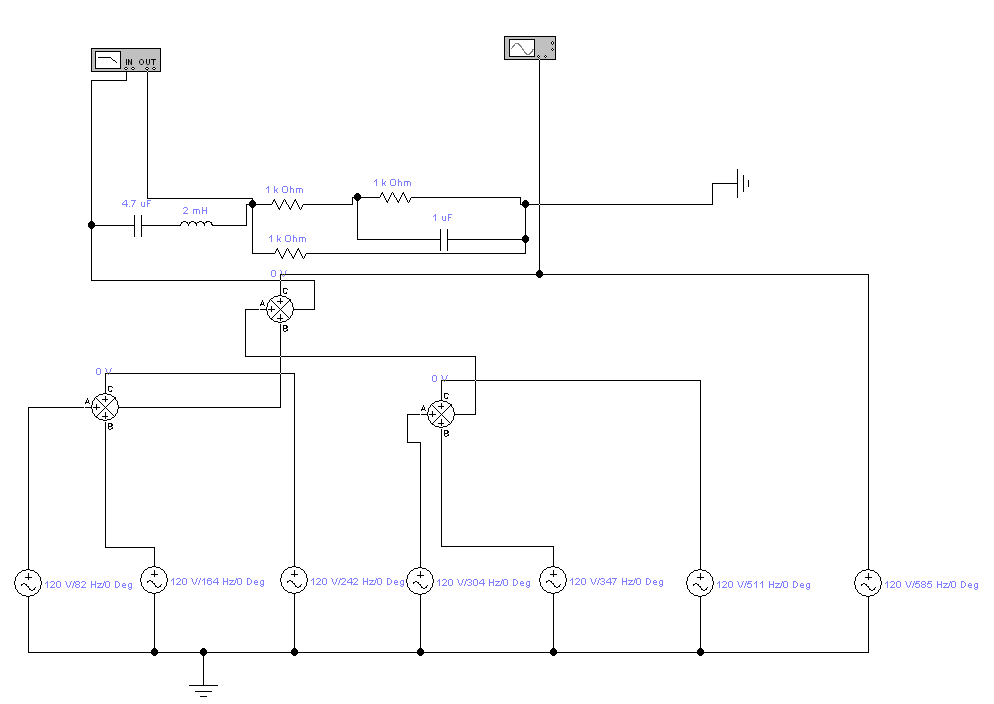 IN OUT
1 k Ohm
1 k Ohm
4.7 uF
2 mH
1 uF
1 k Ohm
0 V
C
A
B
0 V
C
A
B
0 V
C
A
B
120 V/82 Hz/0 Deg
120 V/164 Hz/0 Deg
120 V/242 Hz/0 Deg
120 V/304 Hz/0 Deg
120 V/347 Hz/0 Deg
120 V/511 Hz/0 Deg
120 V/585 Hz/0 Deg